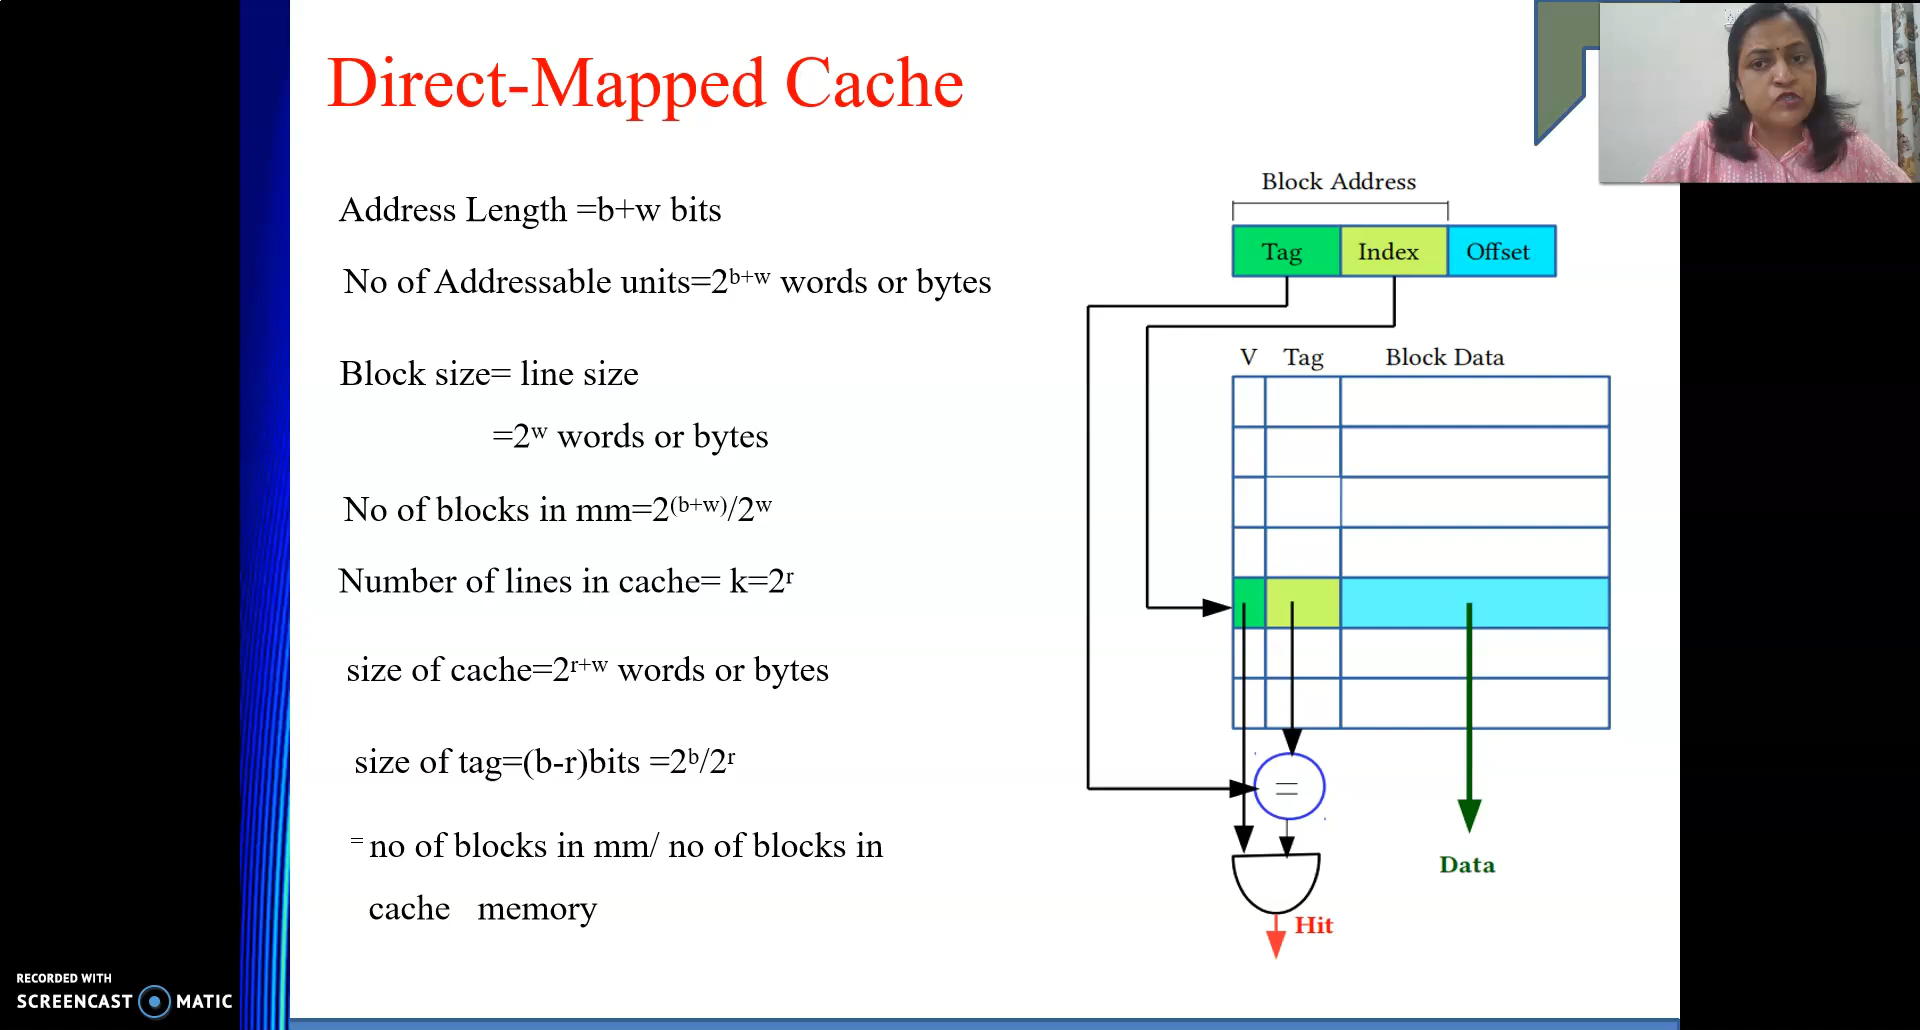 Direct-Mapped Cache
Address Length =b+w bits
No of Addressable units=2^b+w words or bytes
Block size= line size
=2^w words or bytes
No of blocks in mm=2^(b+w)/2^w
Number of lines in cache= k=2^r
size of cache=2^r+w words or bytes
size of tag=(b-r)bits =2^b/2^r
= no of blocks in mm/ no of blocks in
cache memory
Block Address
Tag Index Offset
V Tag Block Data
=
Data
Hit
RECORDED WITH
SCREENCAST MATIC